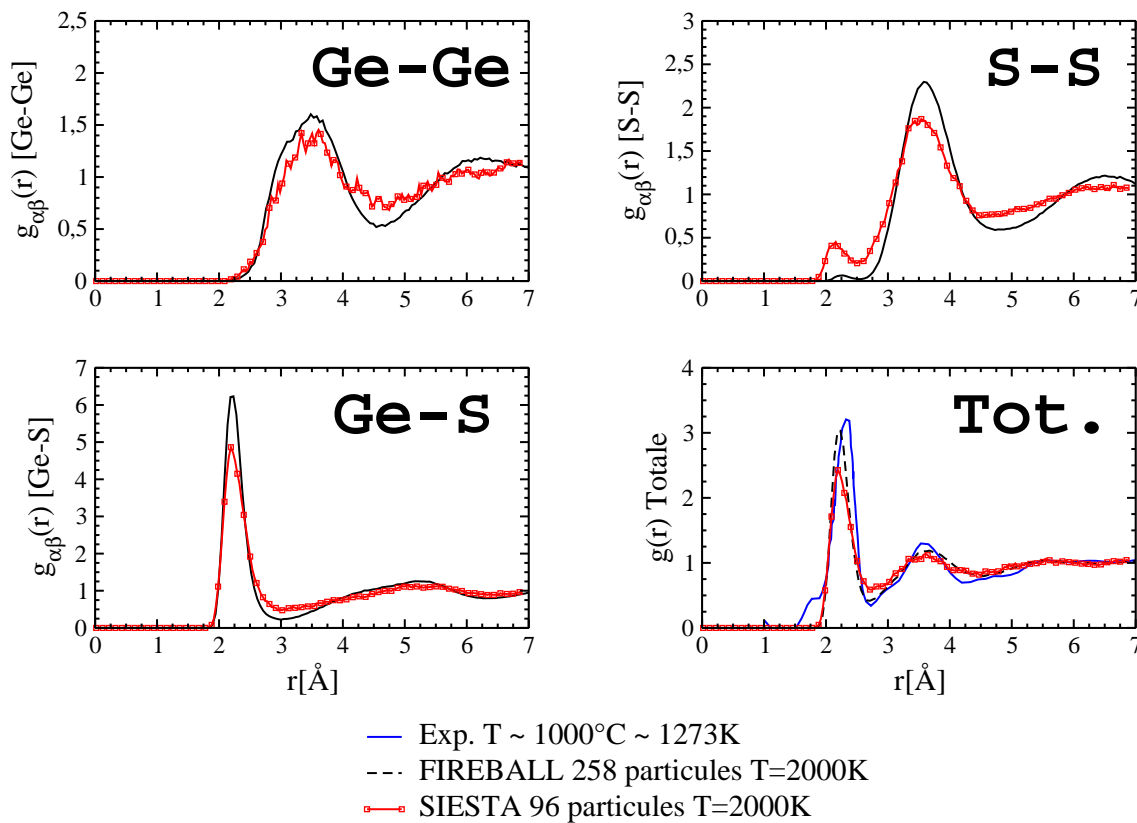 Ge-Ge
g_αβ(r) [Ge-Ge]
2,5
2
1,5
1
0,5
0
0 1 2 3 4 5 6 7
S-S
g_αβ(r) [S-S]
3
2,5
2
1,5
1
0,5
0
0 1 2 3 4 5 6 7
Ge-S
g_αβ(r) [Ge-S]
7
6
5
4
3
2
1
0
0 1 2 3 4 5 6 7
r[Å]
Tot.
g(r) Totale
4
3
2
1
0
0 1 2 3 4 5 6 7
r[Å]
Exp. T ~ 1000°C ~ 1273K
FIREBALL 258 particules T=2000K
SIESTA 96 particules T=2000K